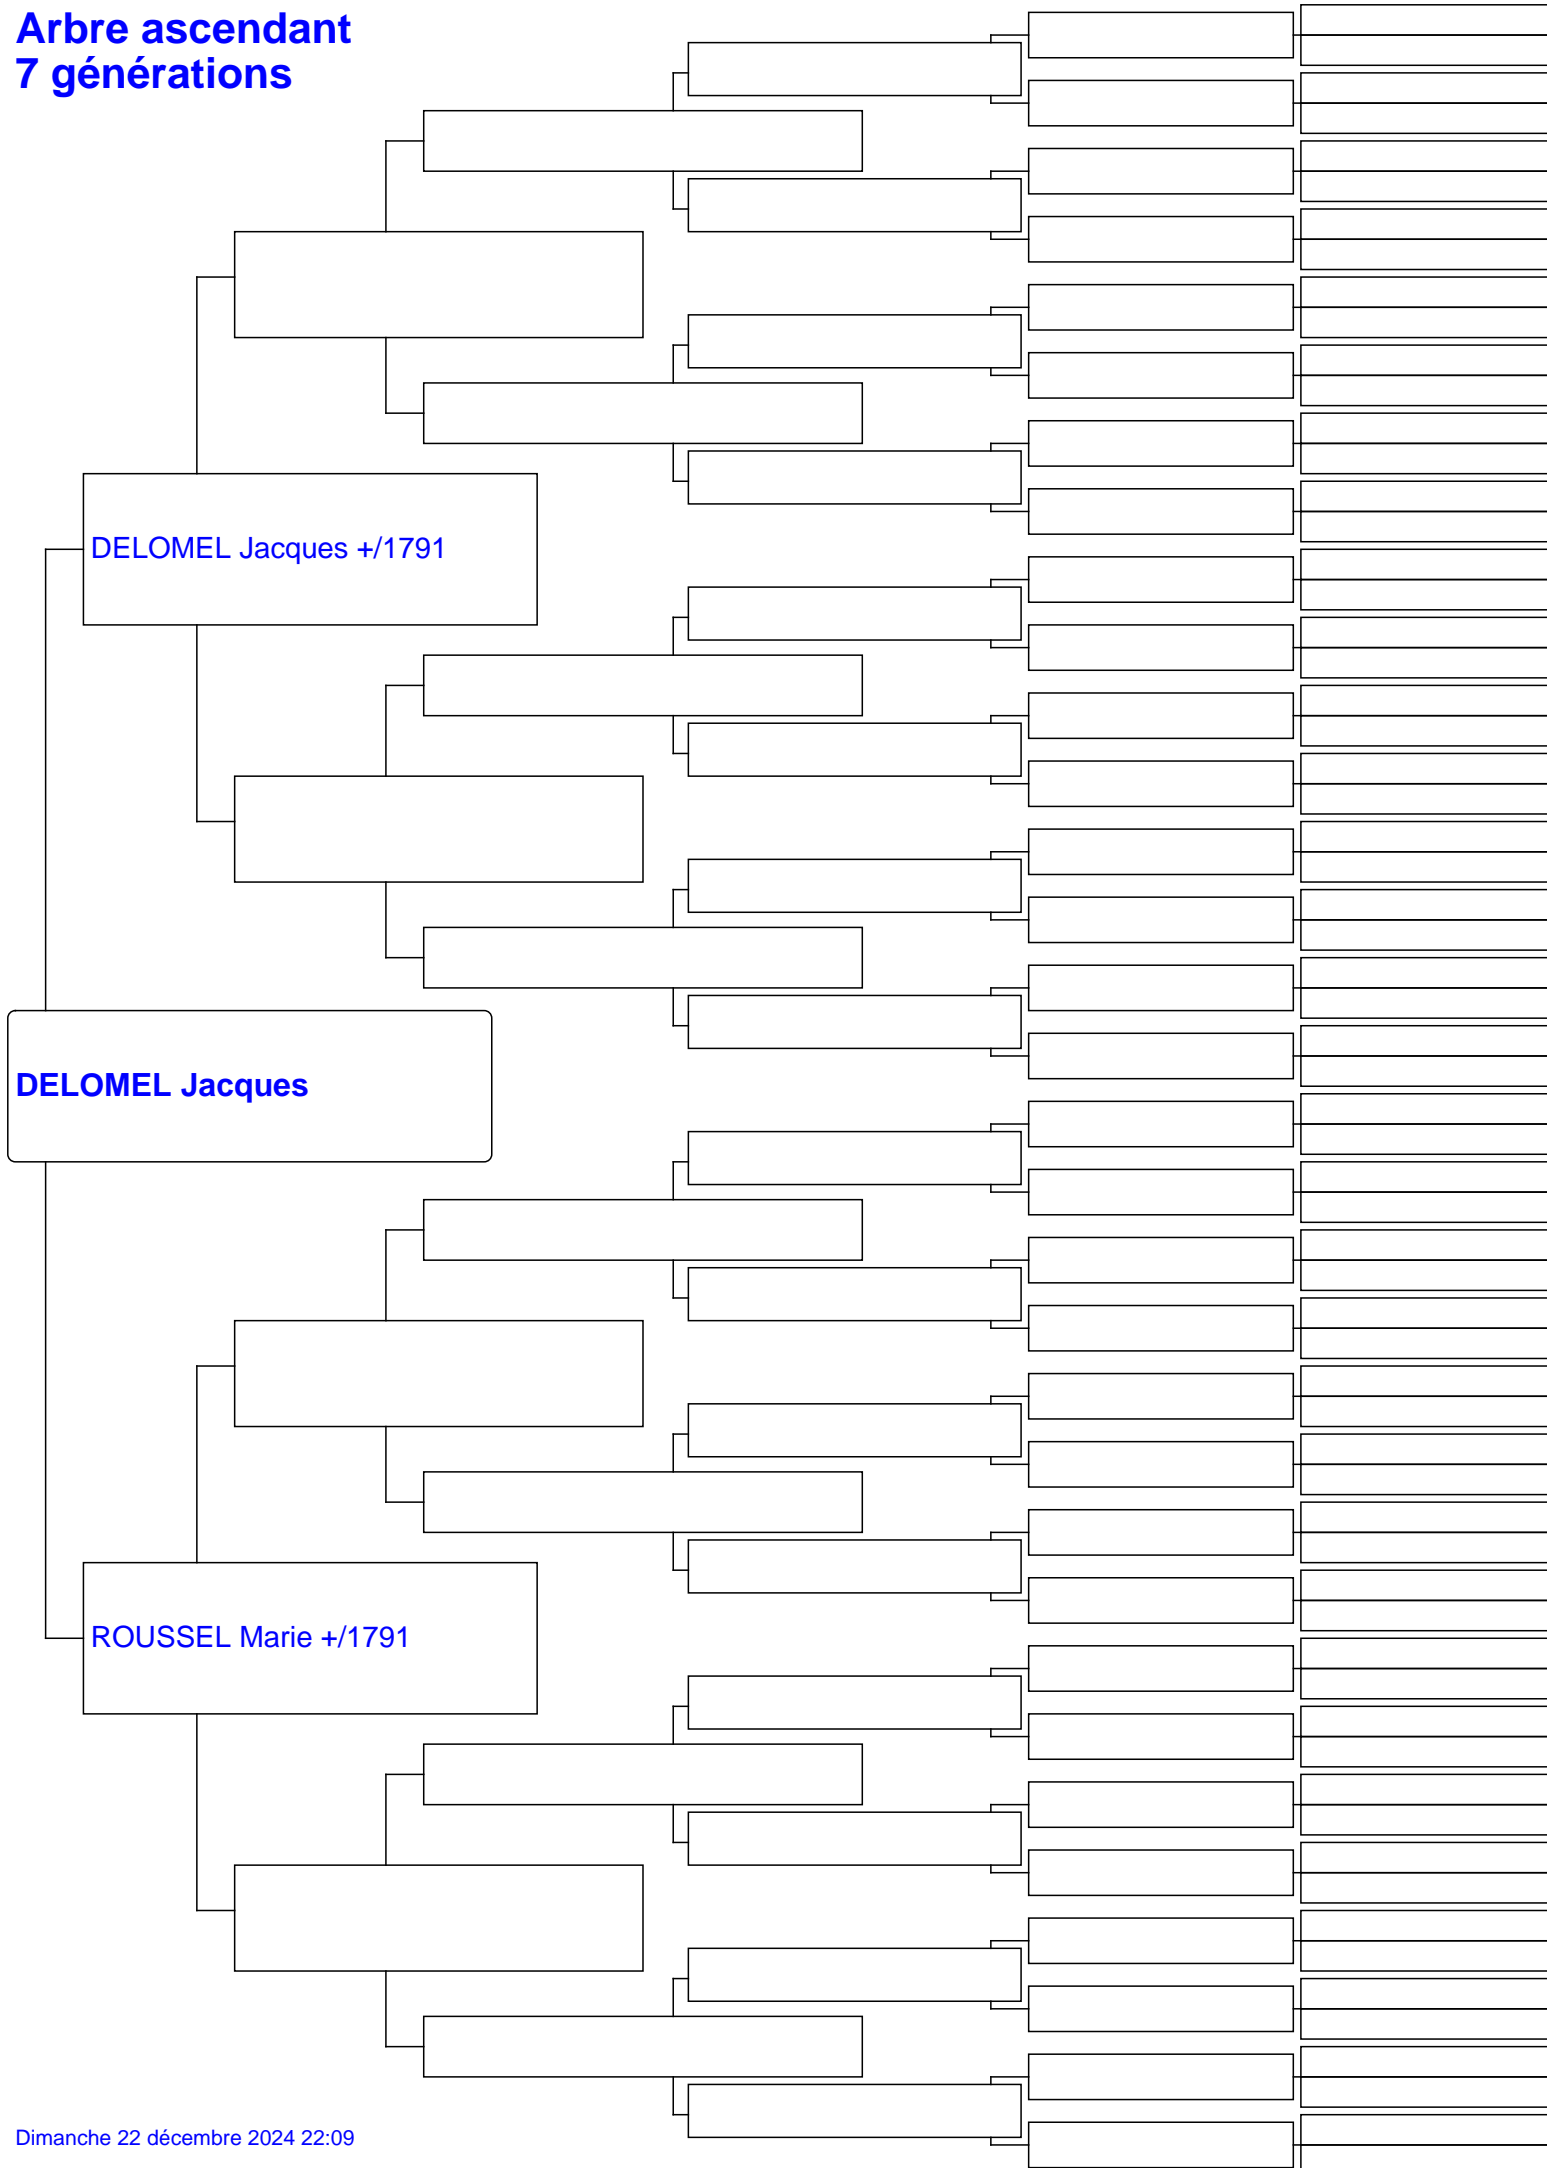 Arbre ascendant
7 générations
DELOMEL Jacques +/1791
DELOMEL Jacques
ROUSSEL Marie +/1791
Dimanche 22 décembre 2024 22:09